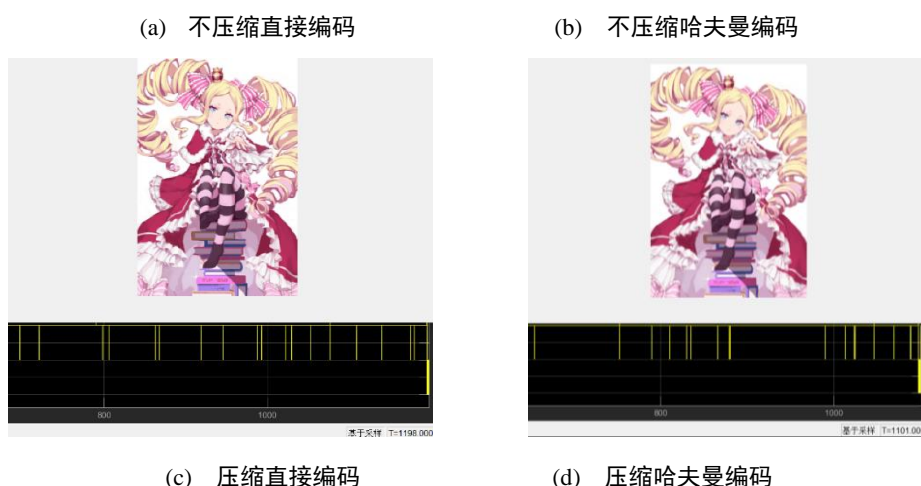 (a) 不压缩直接编码 (b) 不压缩哈夫曼编码
800 1000
基于采样 T=1198.000
800 1000
基于采样 T=1101.00
(c) 压缩直接编码 (d) 压缩哈夫曼编码